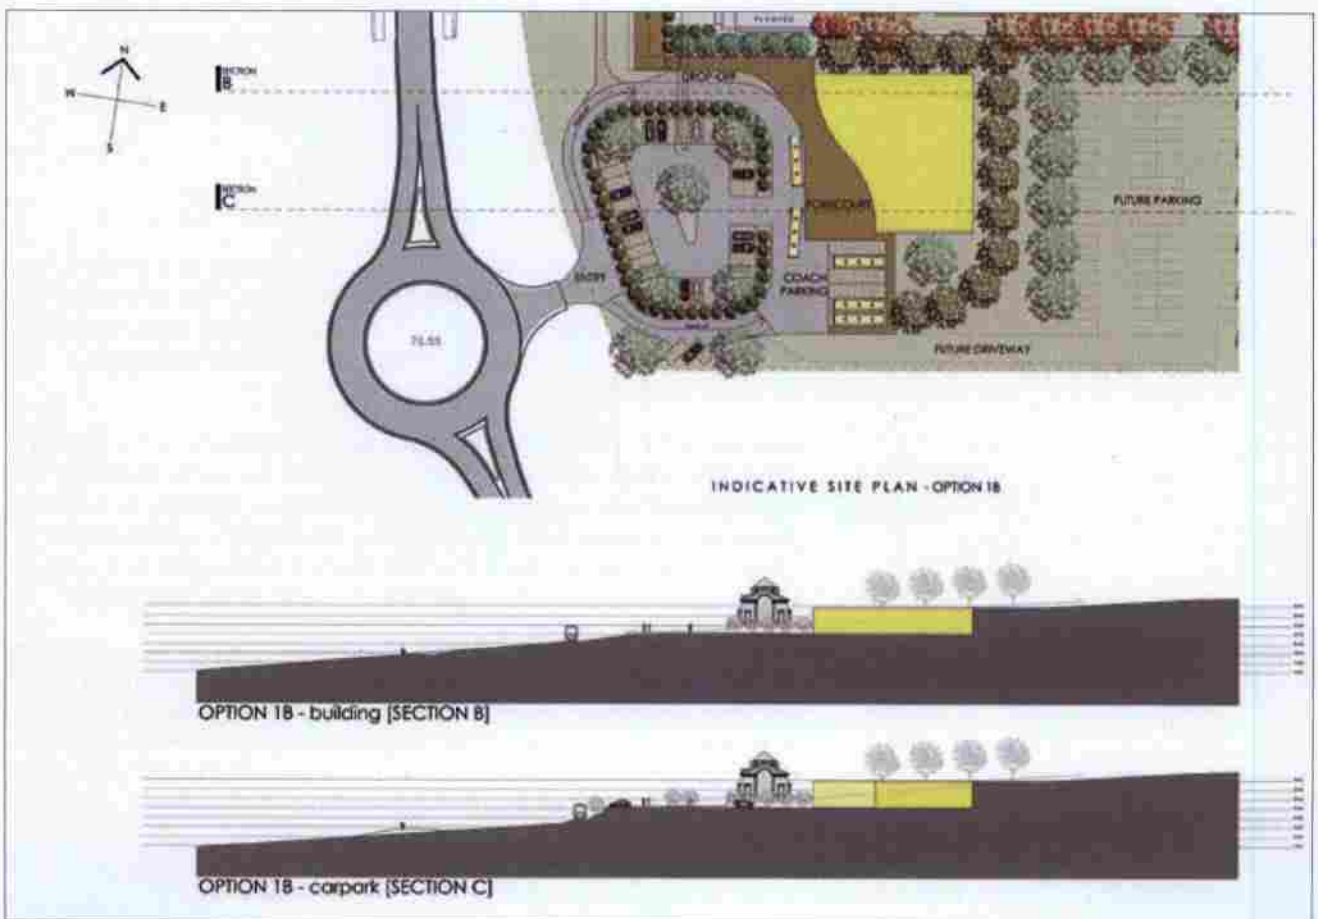 PLANTED
N
W
E
S
SECTION
B
DROP-OFF
SECTION
C
FORECOURT
FUTURE PARKING
ENTRY
COACH
PARKING
FUTURE DRIVEWAY
INDICATIVE SITE PLAN - OPTION 1B
OPTION 1B - building [SECTION B]
OPTION 1B - carpark [SECTION C]